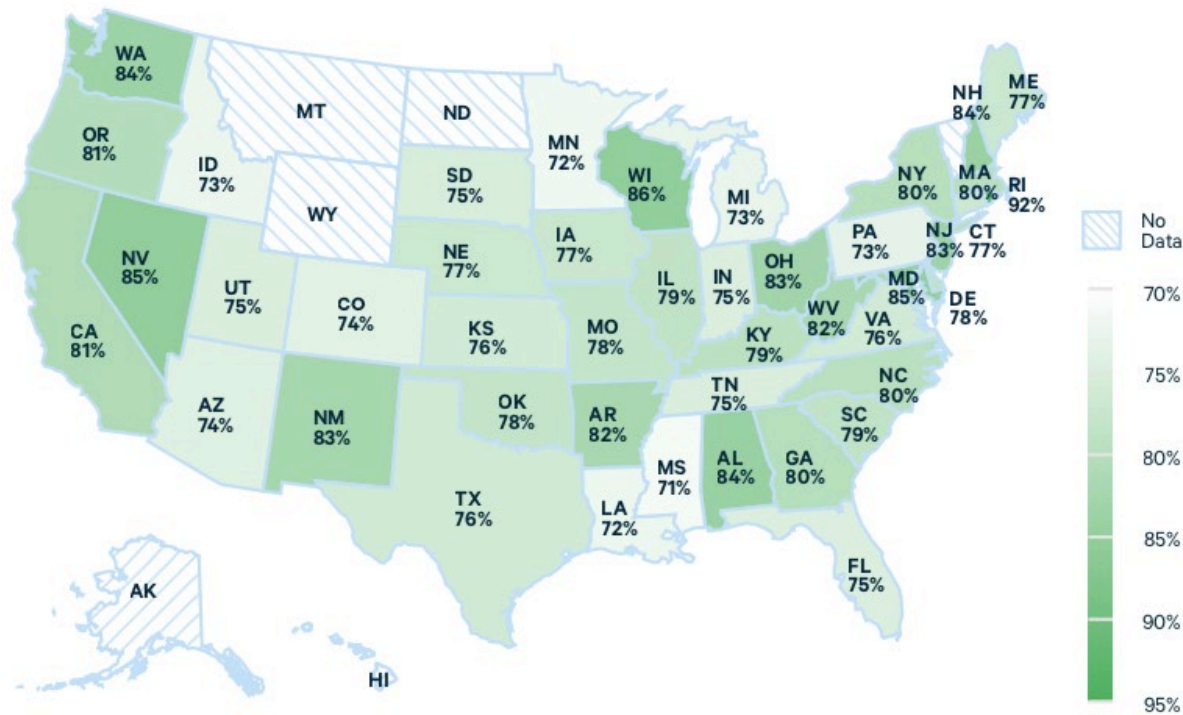 WA
84%
OR
81%
ID
73%
MT
ND
WY
SD
75%
MN
72%
WI
86%
MI
73%
NY
80%
NH
84%
ME
77%
MA
80%
RI
92%
NV
85%
UT
75%
CO
74%
NE
77%
IA
77%
IL
79%
IN
75%
OH
83%
PA
73%
NJ
83%
CT
77%
MD
85%
DE
78%
CA
81%
KS
76%
MO
78%
KY
79%
WV
82%
VA
76%
AZ
74%
NM
83%
OK
78%
AR
82%
TN
75%
NC
80%
SC
79%
TX
76%
LA
72%
MS
71%
AL
84%
GA
80%
FL
75%
AK
HI
No
Data
70%
75%
80%
85%
90%
95%